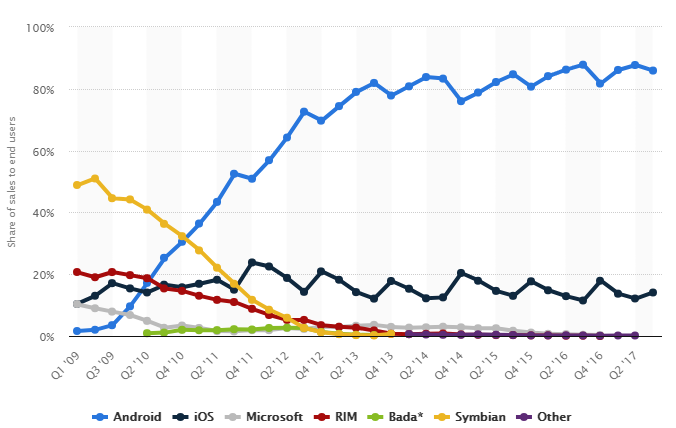 100%
80%
60%
40%
20%
0%
Share of sales to end users
Q1 '09
Q3 '09
Q2 '10
Q4 '10
Q2 '11
Q4 '11
Q2 '12
Q4 '12
Q2 '13
Q4 '13
Q2 '14
Q4 '14
Q2 '15
Q4 '15
Q2 '16
Q4 '16
Q2 '17
Android iOS Microsoft RIM Bada* Symbian Other